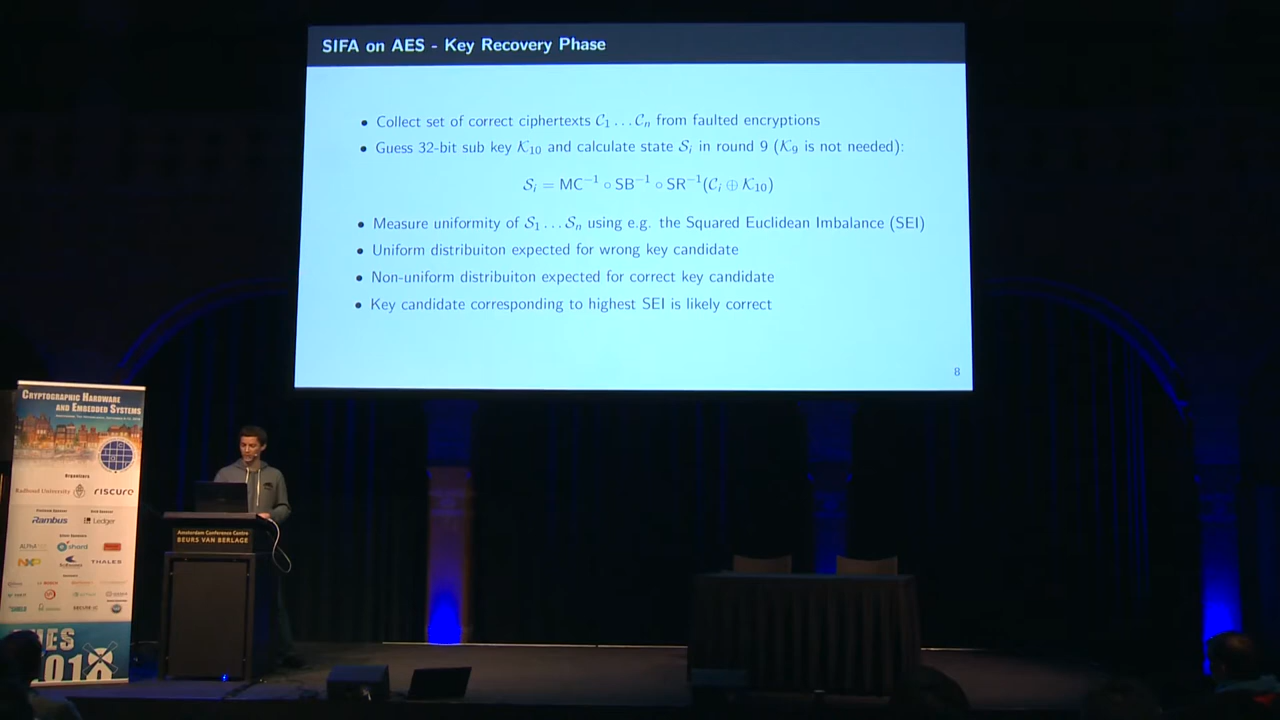 SIFA on AES - Key Recovery Phase
• Collect set of correct ciphertexts C₁ . . . Cₙ from faulted encryptions
• Guess 32-bit sub key K₁₀ and calculate state Sᵢ in round 9 (K₉ is not needed):
Sᵢ = MC⁻¹ ∘ SB⁻¹ ∘ SR⁻¹(Cᵢ ⊕ K₁₀)
• Measure uniformity of S₁ . . . Sₙ using e.g. the Squared Euclidean Imbalance (SEI)
• Uniform distribuiton expected for wrong key candidate
• Non-uniform distribuiton expected for correct key candidate
• Key candidate corresponding to highest SEI is likely correct
8
Cryptographic Hardware
and Embedded Systems
Organizers
Radboud University
riscure
Rambus
Ledger
NXP
THALES
Amsterdam Conference Centre
BEURS VAN BERLAGE